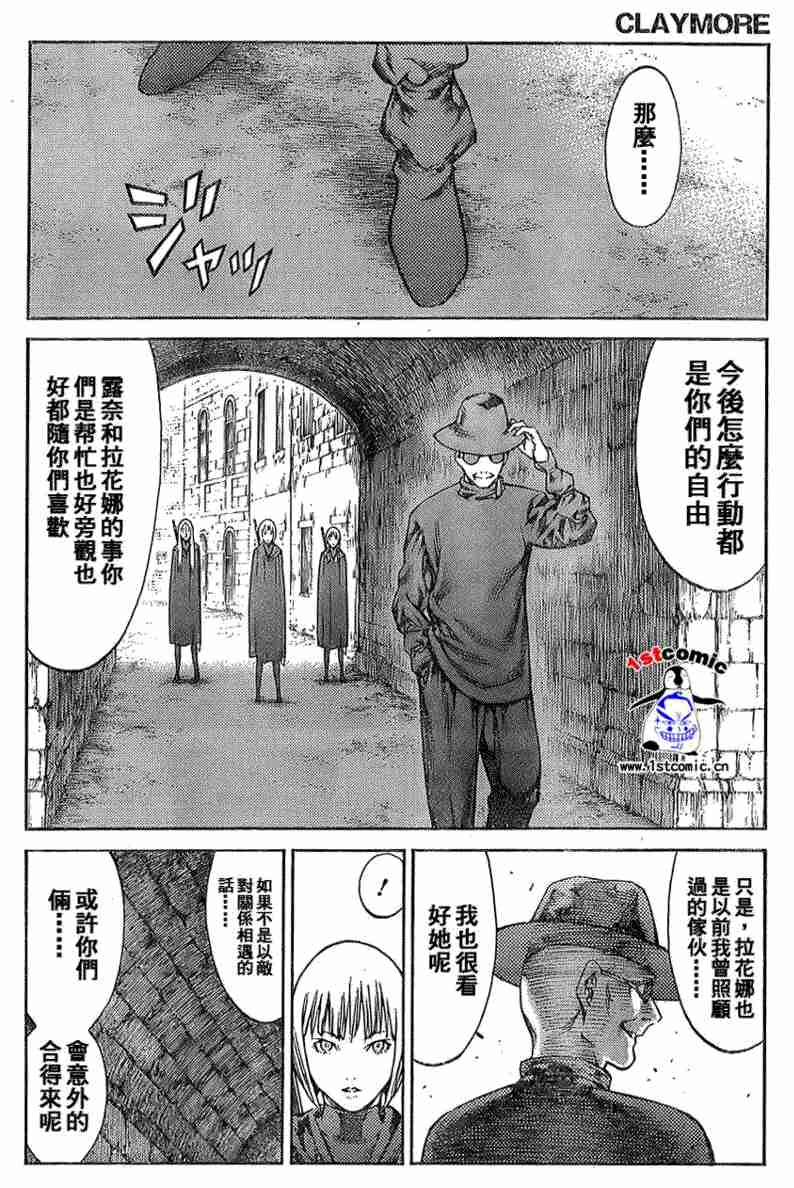 CLAYMORE
那麼……
ジャッ
今後怎麼行動都
是你們的自由
露奈和拉花娜的事你
們是帮忙也好旁觀也
好都隨你們喜歡
1stcomic
www.1stcomic.cn
只是，拉花娜也
是以前我曾照顧
過的傢伙……
我也很看
好她呢
！
如果不是以敵
對關係相遇的
話……
或許你們
倆……
會意外的
合得來呢